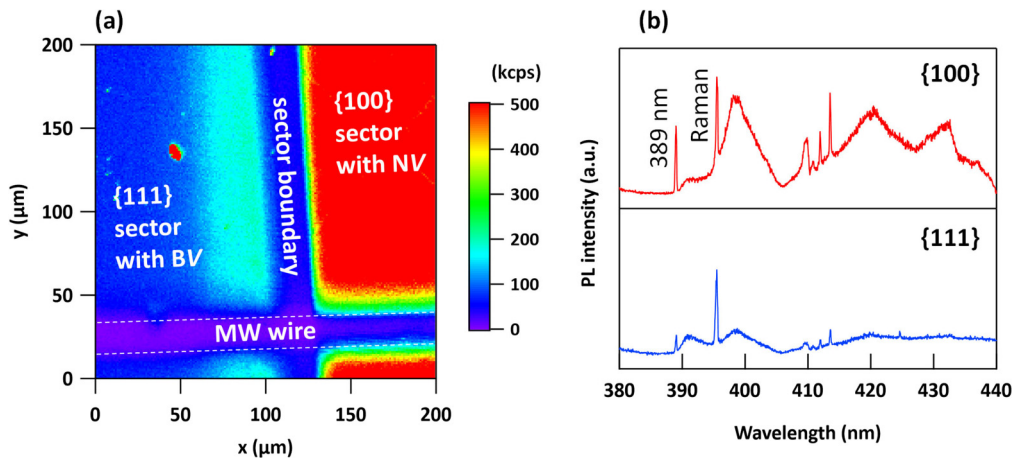 (a)
(b)
200
150
100
50
0
y (µm)
0
50
100
150
200
x (µm)
{111}
sector
with BV
sector boundary
{100}
sector
with NV
MW wire
(kcps)
500
400
300
200
100
0
PL intensity (a.u.)
389 nm
Raman
{100}
{111}
380
390
400
410
420
430
440
Wavelength (nm)